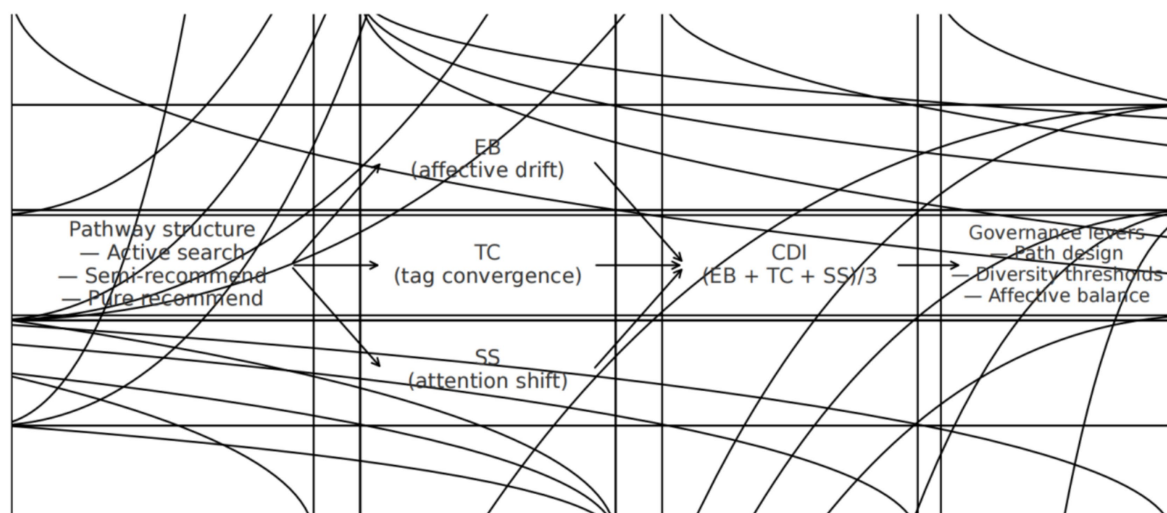 Pathway structure
— Active search
— Semi-recommend
— Pure recommend
EB
(affective drift)
TC
(tag convergence)
SS
(attention shift)
CDI
(EB + TC + SS)/3
Governance levers
— Path design
— Diversity thresholds
— Affective balance